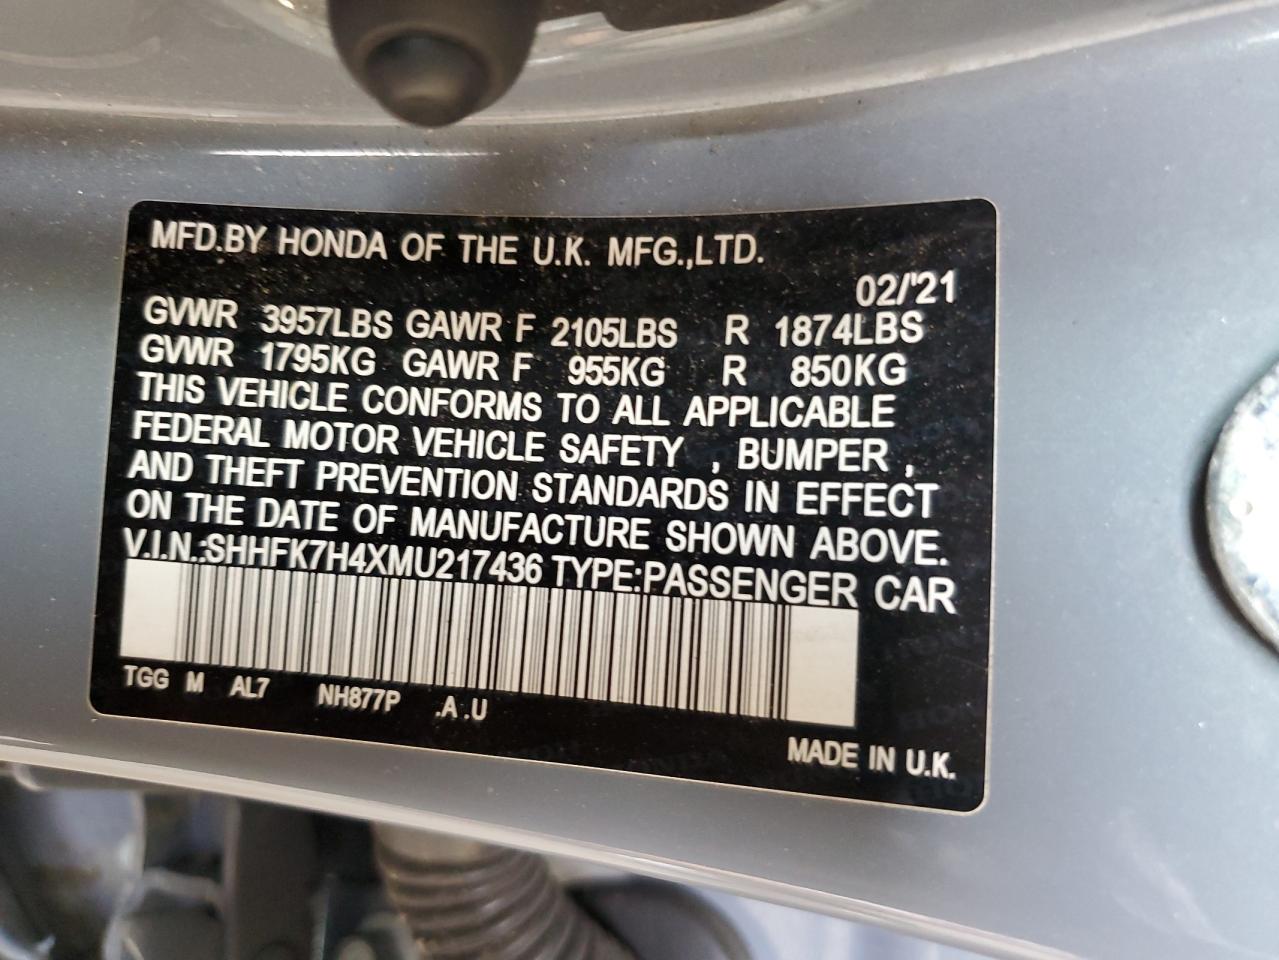 MFD.BY HONDA OF THE U.K. MFG.,LTD.
02/'21
GVWR 3957LBS GAWR F 2105LBS R 1874LBS
GVWR 1795KG GAWR F 955KG R 850KG
THIS VEHICLE CONFORMS TO ALL APPLICABLE
FEDERAL MOTOR VEHICLE SAFETY , BUMPER ,
AND THEFT PREVENTION STANDARDS IN EFFECT
ON THE DATE OF MANUFACTURE SHOWN ABOVE.
V.I.N.:SHHFK7H4XMU217436 TYPE:PASSENGER CAR
TGG M AL7 NH877P .A .U
MADE IN U.K.